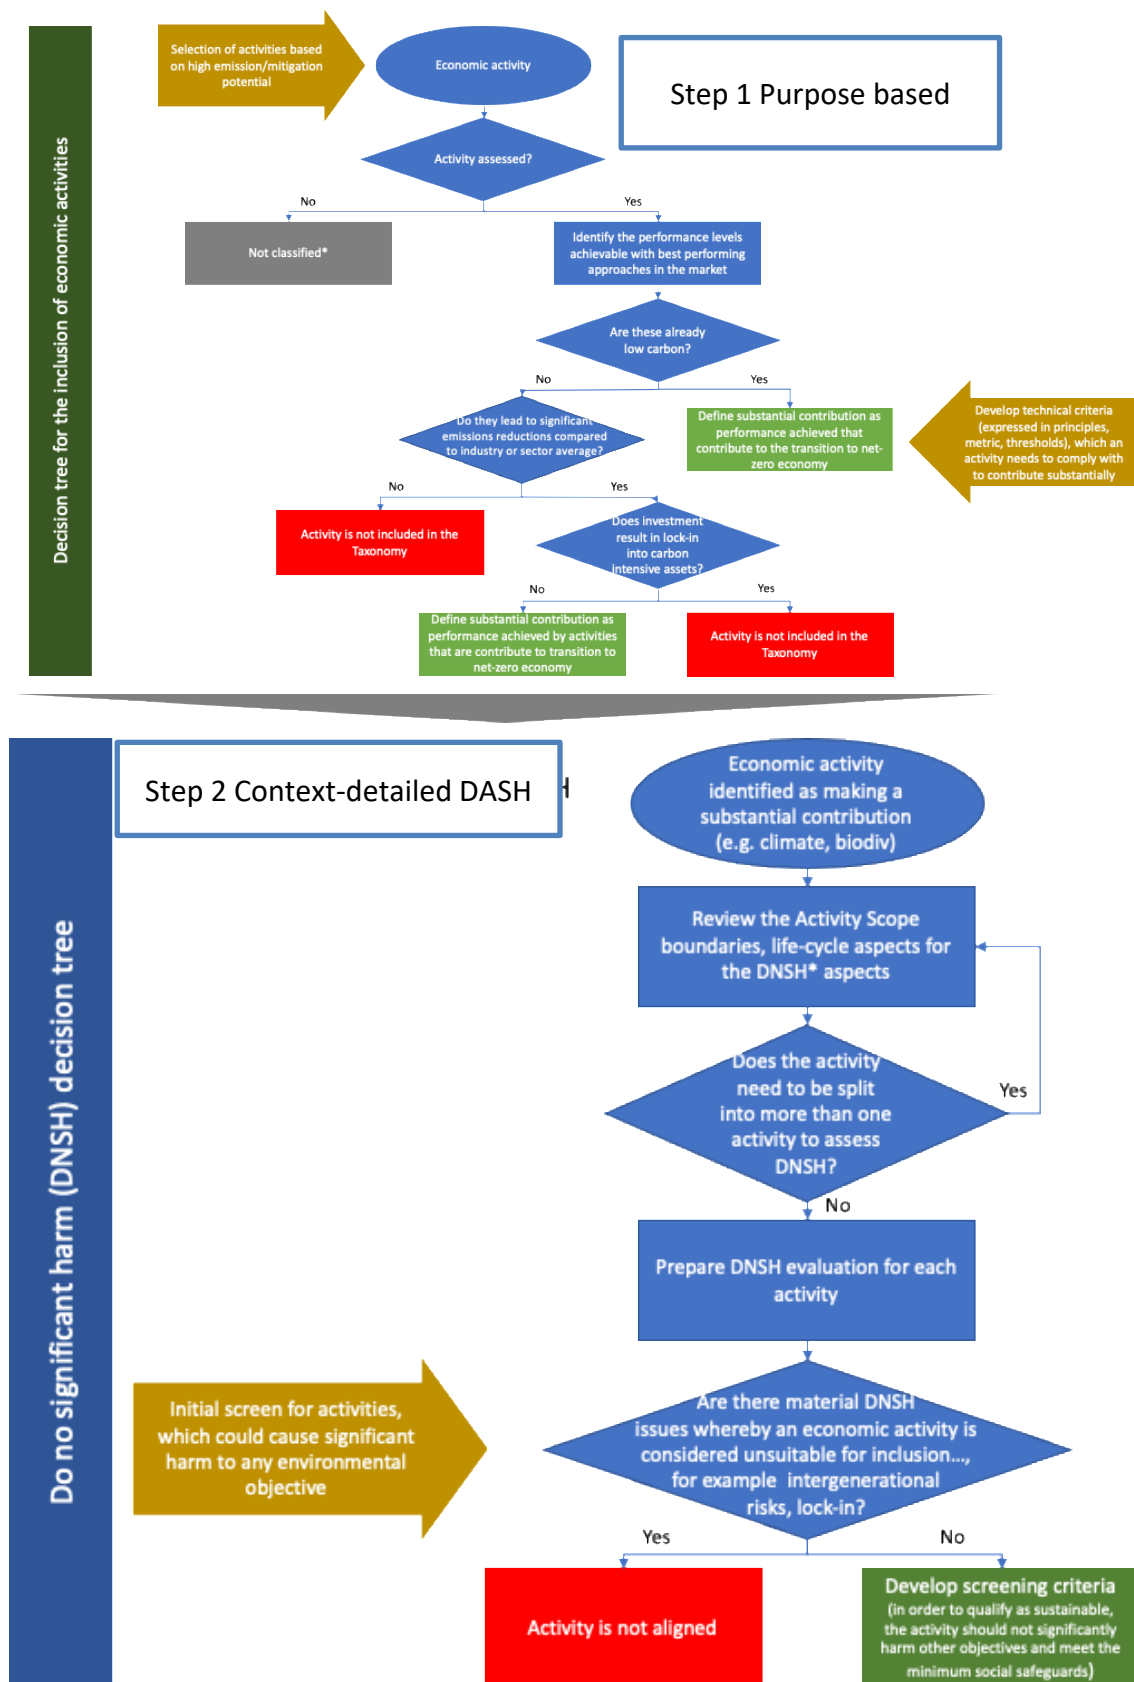 Decision tree for the inclusion of economic activities
Selection of activities based
on high emission/mitigation
potential
Economic activity
Step 1 Purpose based
Activity assessed?
No
Yes
Not classified*
Identify the performance levels
achievable with best performing
approaches in the market
Are these already
low carbon?
No
Yes
Do they lead to significant
emissions reductions compared
to industry or sector average?
Define substantial contribution as
performance achieved that
contribute to the transition to net-
zero economy
Develop technical criteria
(expressed in principles,
metric, thresholds), which an
activity needs to comply with
to contribute substantially
No
Yes
Activity is not included in the
Taxonomy
Does investment
result in lock-in
into carbon
intensive assets?
No
Yes
Define substantial contribution as
performance achieved by activities
that are contribute to transition to
net-zero economy
Activity is not included in the
Taxonomy
Do no significant harm (DNSH) decision tree
Step 2 Context-detailed DASH
H
Economic activity
identified as making a
substantial contribution
(e.g. climate, biodiv)
Review the Activity Scope
boundaries, life-cycle aspects for
the DNSH* aspects
Does the activity
need to be split
into more than one
activity to assess
DNSH?
Yes
No
Prepare DNSH evaluation for each
activity
Initial screen for activities,
which could cause significant
harm to any environmental
objective
Are there material DNSH
issues whereby an economic activity is
considered unsuitable for inclusion...,
for example intergenerational
risks, lock-in?
Yes
No
Activity is not aligned
Develop screening criteria
(in order to qualify as sustainable,
the activity should not significantly
harm other objectives and meet the
minimum social safeguards)